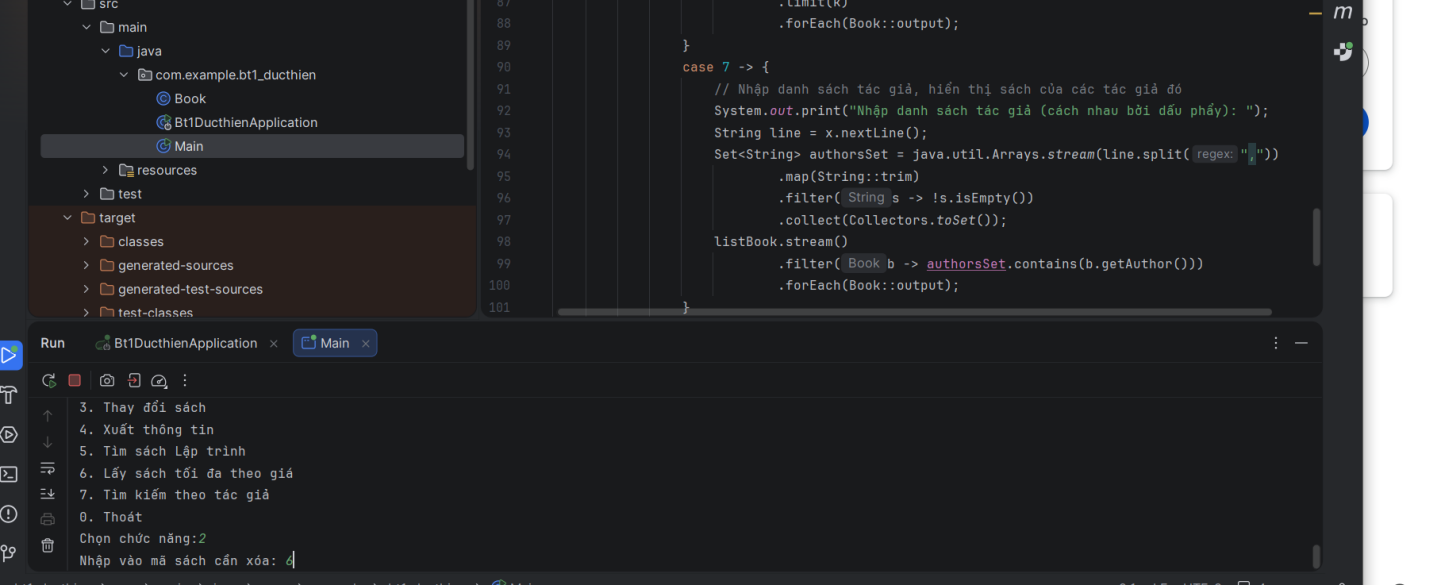 src
main
java
com.example.bt1_ducthien
Book
Bt1DucthienApplication
Main
resources
test
target
classes
generated-sources
generated-test-sources
test-classes
87 .limit(k)
88 .forEach(Book::output);
89 }
90 case 7 -> {
91 // Nhập danh sách tác giả, hiển thị sách của các tác giả đó
92 System.out.print("Nhập danh sách tác giả (cách nhau bởi dấu phẩy): ");
93 String line = x.nextLine();
94 Set<String> authorsSet = java.util.Arrays.stream(line.split( regex: ","))
95 .map(String::trim)
96 .filter( String s -> !s.isEmpty())
97 .collect(Collectors.toSet());
98 listBook.stream()
99 .filter( Book b -> authorsSet.contains(b.getAuthor()))
100 .forEach(Book::output);
101 }
m
Run Bt1DucthienApplication Main
3. Thay đổi sách
4. Xuất thông tin
5. Tìm sách Lập trình
6. Lấy sách tối đa theo giá
7. Tìm kiếm theo tác giả
0. Thoát
Chọn chức năng:2
Nhập vào mã sách cần xóa: 6